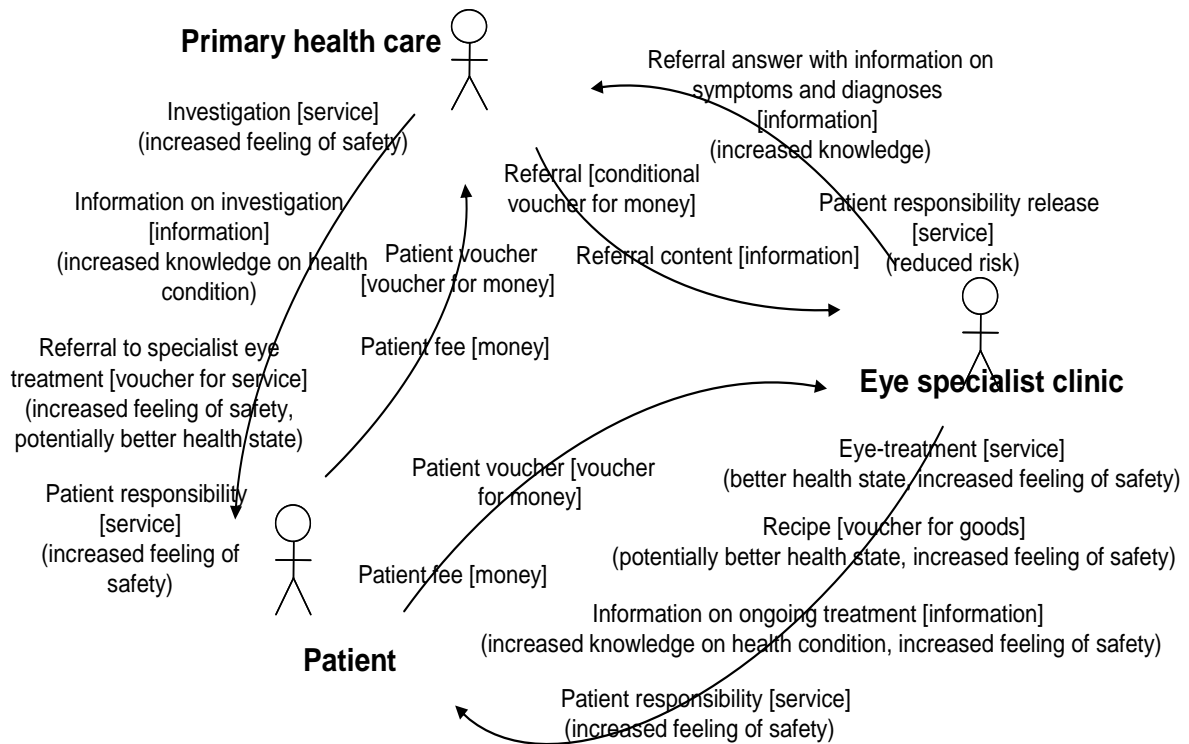 Primary health care
Referral answer with information on
symptoms and diagnoses
[information]
(increased knowledge)
Investigation [service]
(increased feeling of safety)
Referral [conditional
voucher for money]
Information on investigation
[information]
(increased knowledge on health
condition)
Patient voucher
[voucher for money]
Referral content [information]
Patient responsibility release
[service]
(reduced risk)
Referral to specialist eye
treatment [voucher for service]
(increased feeling of safety,
potentially better health state)
Patient fee [money]
Eye specialist clinic
Patient responsibility
[service]
(increased feeling of
safety)
Patient voucher [voucher
for money]
Eye-treatment [service]
(better health state, increased feeling of safety)
Recipe [voucher for goods]
(potentially better health state, increased feeling of safety)
Patient fee [money]
Information on ongoing treatment [information]
(increased knowledge on health condition, increased feeling of safety)
Patient
Patient responsibility [service]
(increased feeling of safety)